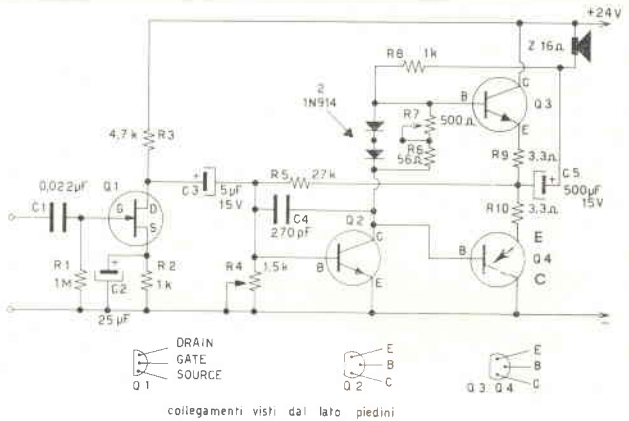 +24V
Z 16Ω
R8 1k
2
1N914
B
C
E
Q3
R7
500Ω
R6
56Ω
R9 3,3Ω
C5
500µF
15V
R10 3,3Ω
4,7k R3
0,022µF
C1
Q1
G D
S
C3 + 5µF
15V
R5 27k
C4
270pF
Q2
C
B
E
E
B
Q4
C
R4 1,5k
R1
1M
+
C2
25µF
R2
1k
-
DRAIN
GATE
SOURCE
Q1
E
B
C
Q2
E
B
C
Q3 Q4
collegamenti visti dal lato piedini